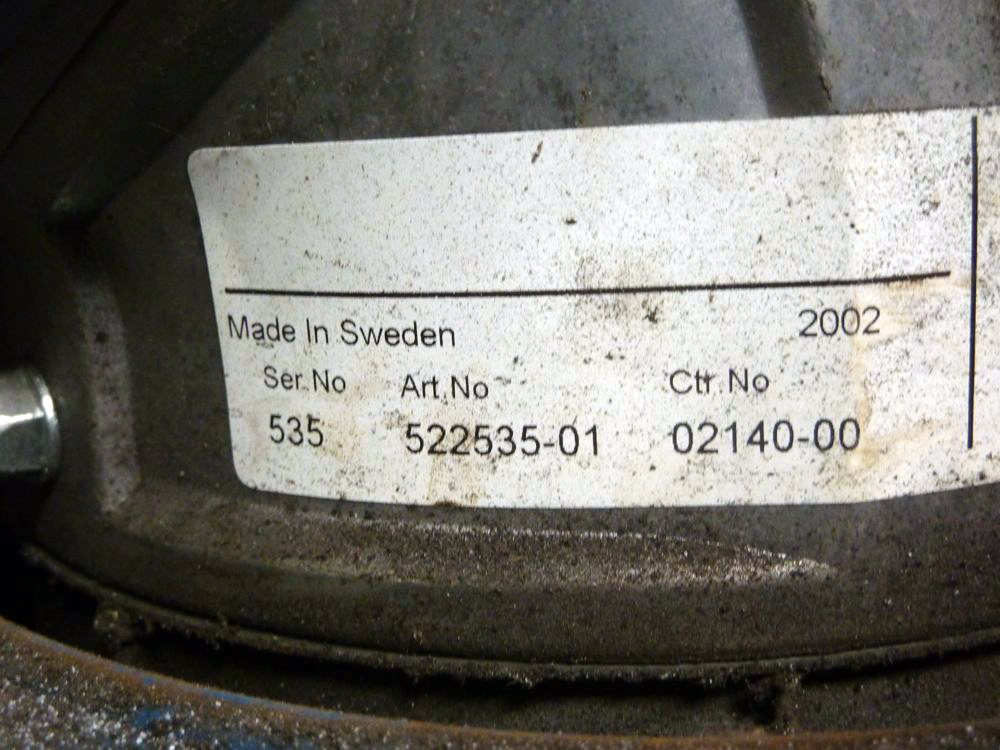 Made In Sweden 2002
Ser.No Art.No Ctr.No
535 522535-01 02140-00